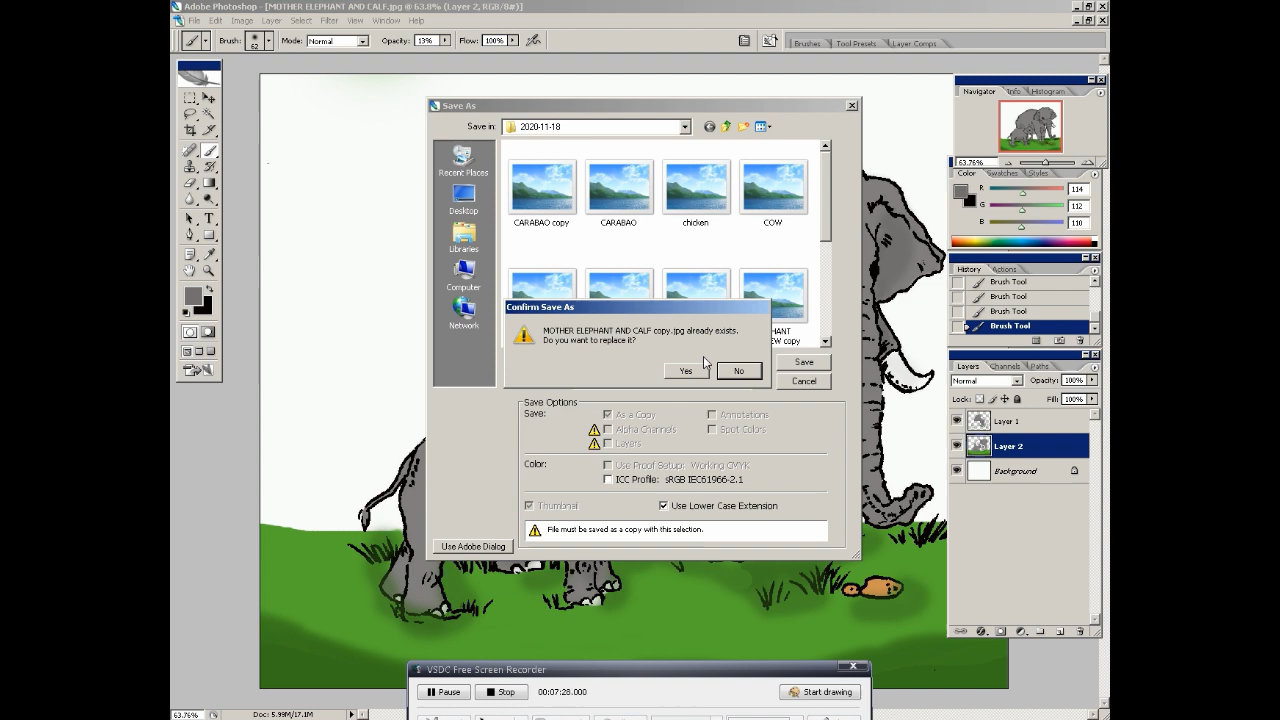 Adobe Photoshop - [MOTHER ELEPHANT AND CALF.jpg @ 63.8% (Layer 2, RGB/8#)]
File Edit Image Layer Select Filter View Window Help
Brush: 62 Mode: Normal Opacity: 13% Flow: 100% Brushes Tool Presets Layer Comps
Save As
Save in: 2020-11-18
Recent Places
Desktop
Libraries
Computer
Network
CARABAO copy CARABAO chicken COW
Confirm Save As
MOTHER ELEPHANT AND CALF copy.jpg already exists.
Do you want to replace it?
Yes No
Save
Cancel
Save Options
Save: As a Copy Annotations
Alpha Channels Spot Colors
Layers
Color: Use Proof Setup: Working CMYK
ICC Profile: sRGB IEC61966-2.1
Thumbnail Use Lower Case Extension
File must be saved as a copy with this selection.
Use Adobe Dialog
Navigator Info Histogram
63.76%
Color Swatches Styles
R 114
G 112
B 110
History Actions
Brush Tool
Brush Tool
Brush Tool
Brush Tool
Layers Channels Paths
Normal Opacity: 100%
Lock: Fill: 100%
Layer 1
Layer 2
Background
VSDC Free Screen Recorder
Pause Stop 00:07:28.000 Start drawing
63.76% Doc: 5.99M/17.1M